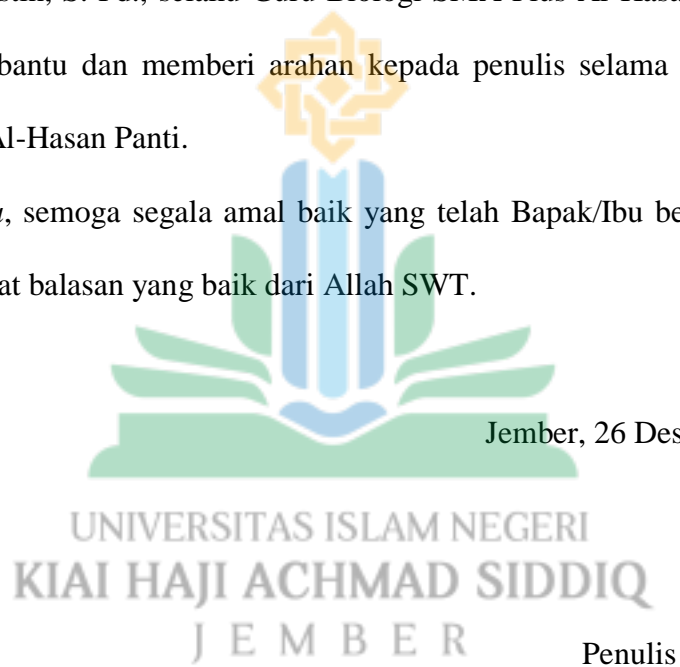 bantu dan memberi arahan kepada penulis selama
Al-Hasan Panti.
, semoga segala amal baik yang telah Bapak/Ibu be
at balasan yang baik dari Allah SWT.
Jember, 26 Des
UNIVERSITAS ISLAM NEGERI
KIAI HAJI ACHMAD SIDDIQ
JEMBER
Penulis